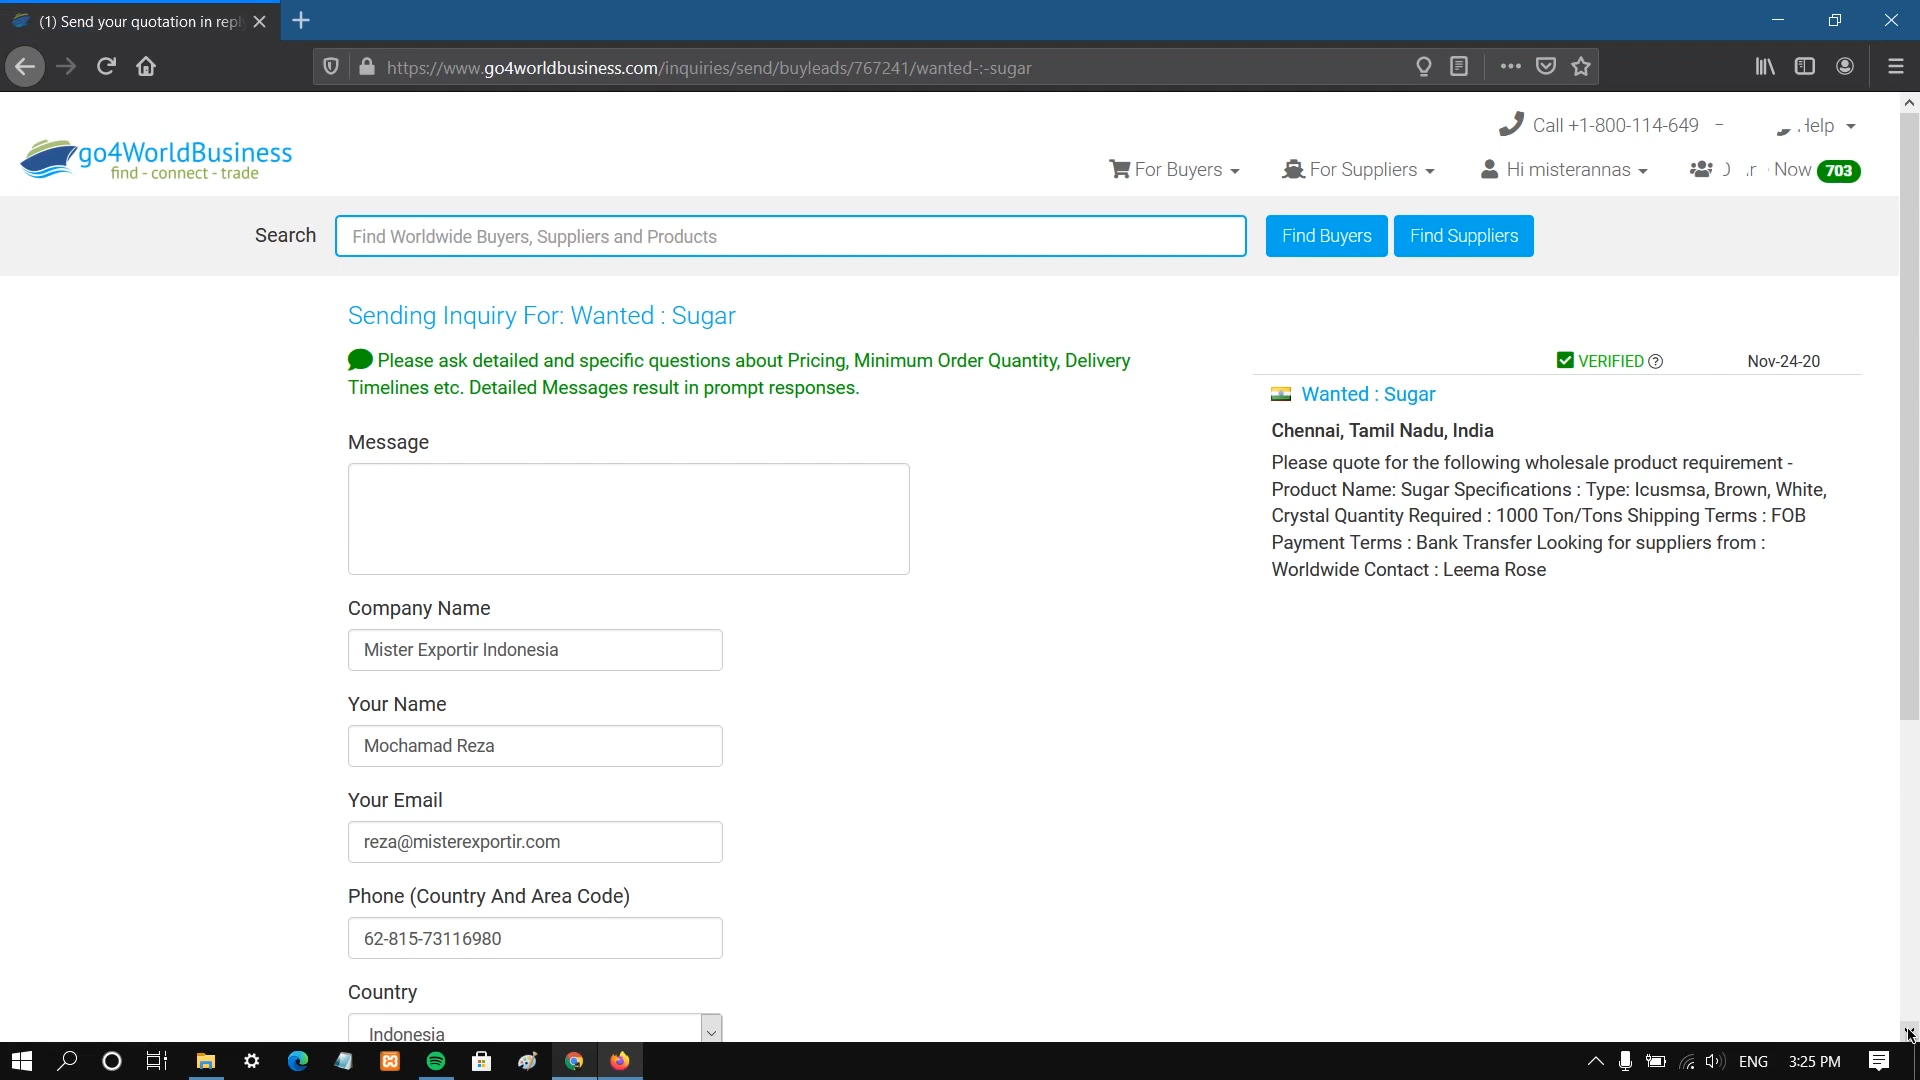 (1) Send your quotation in repl
https://www.go4worldbusiness.com/inquiries/send/buyleads/767241/wanted-:-sugar
Call +1-800-114-649
go4WorldBusiness
find - connect - trade
For Buyers
For Suppliers
Hi misterannas
Now 703
Search
Find Worldwide Buyers, Suppliers and Products
Find Buyers
Find Suppliers
Sending Inquiry For: Wanted : Sugar
Please ask detailed and specific questions about Pricing, Minimum Order Quantity, Delivery
Timelines etc. Detailed Messages result in prompt responses.
Message
Company Name
Mister Exportir Indonesia
Your Name
Mochamad Reza
Your Email
reza@misterexportir.com
Phone (Country And Area Code)
62-815-73116980
Country
Indonesia
VERIFIED
Nov-24-20
Wanted : Sugar
Chennai, Tamil Nadu, India
Please quote for the following wholesale product requirement -
Product Name: Sugar Specifications : Type: Icusmsa, Brown, White,
Crystal Quantity Required : 1000 Ton/Tons Shipping Terms : FOB
Payment Terms : Bank Transfer Looking for suppliers from :
Worldwide Contact : Leema Rose
ENG
3:25 PM